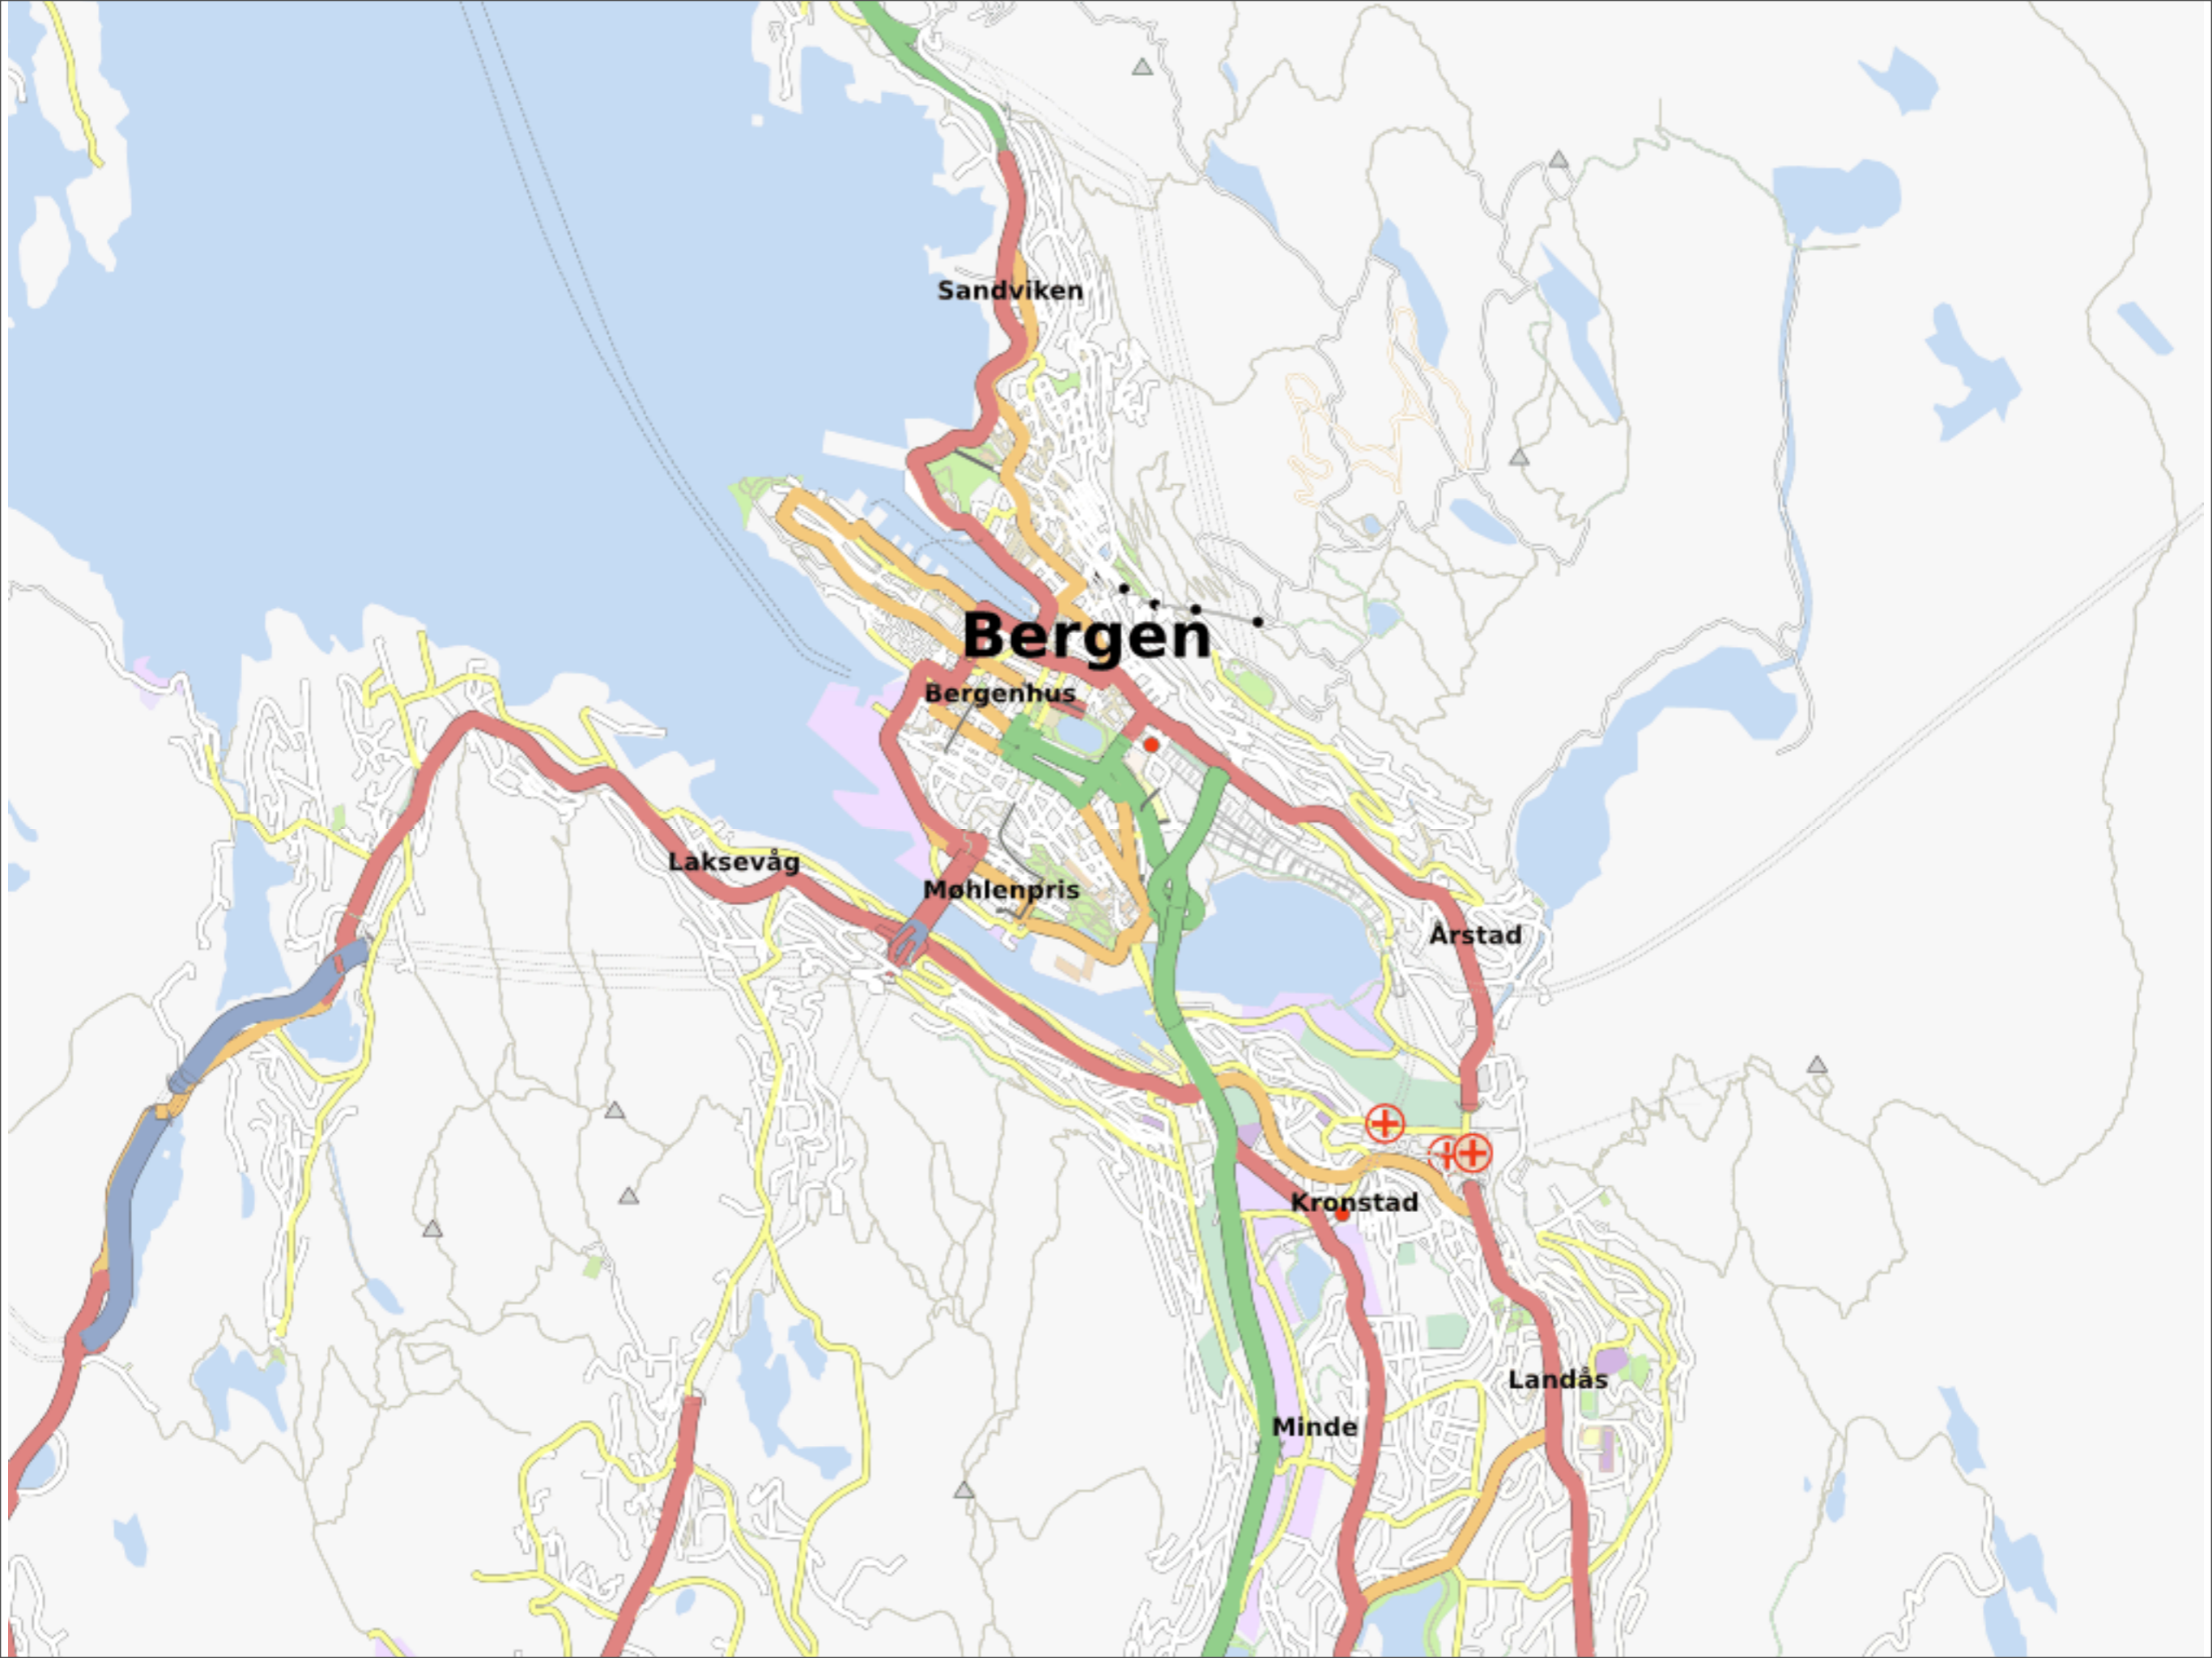 Sandviken
Bergen
Bergenhus
Laksevåg
Møhlenpris
Årstad
Kronstad
Landås
Minde